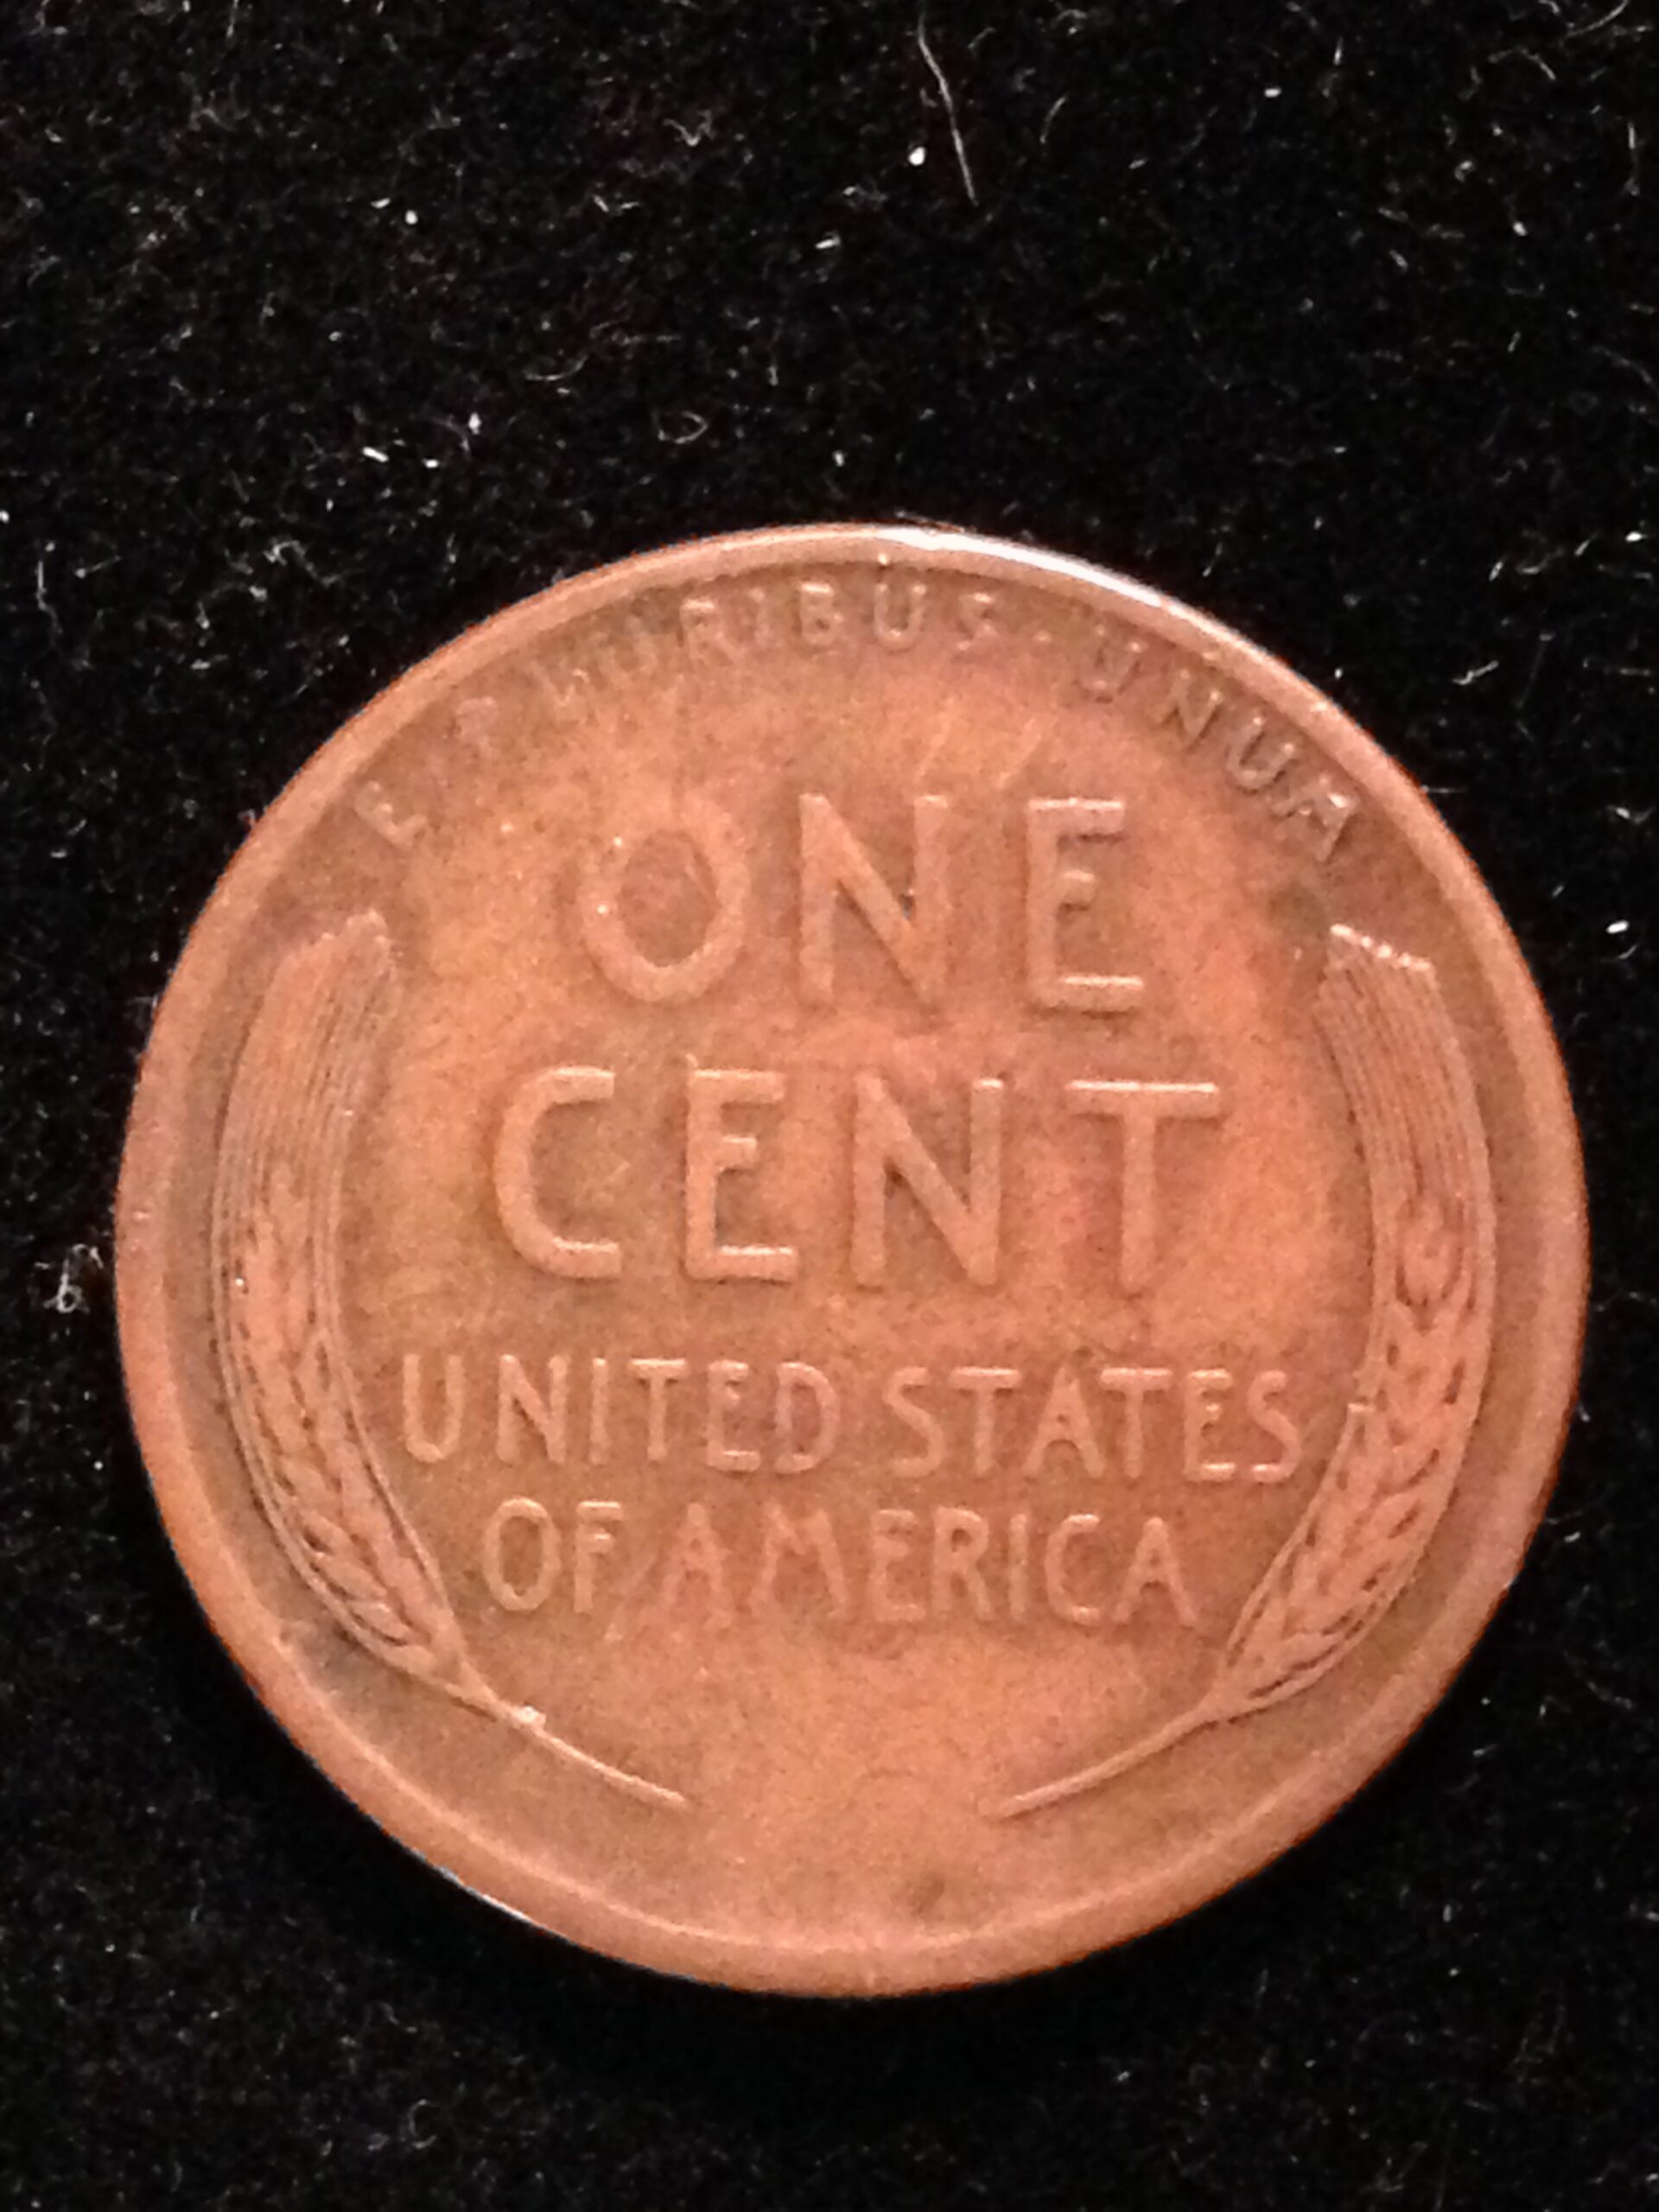 E · PLURIBUS · UNUM
ONE
CENT
UNITED STATES
OF AMERICA